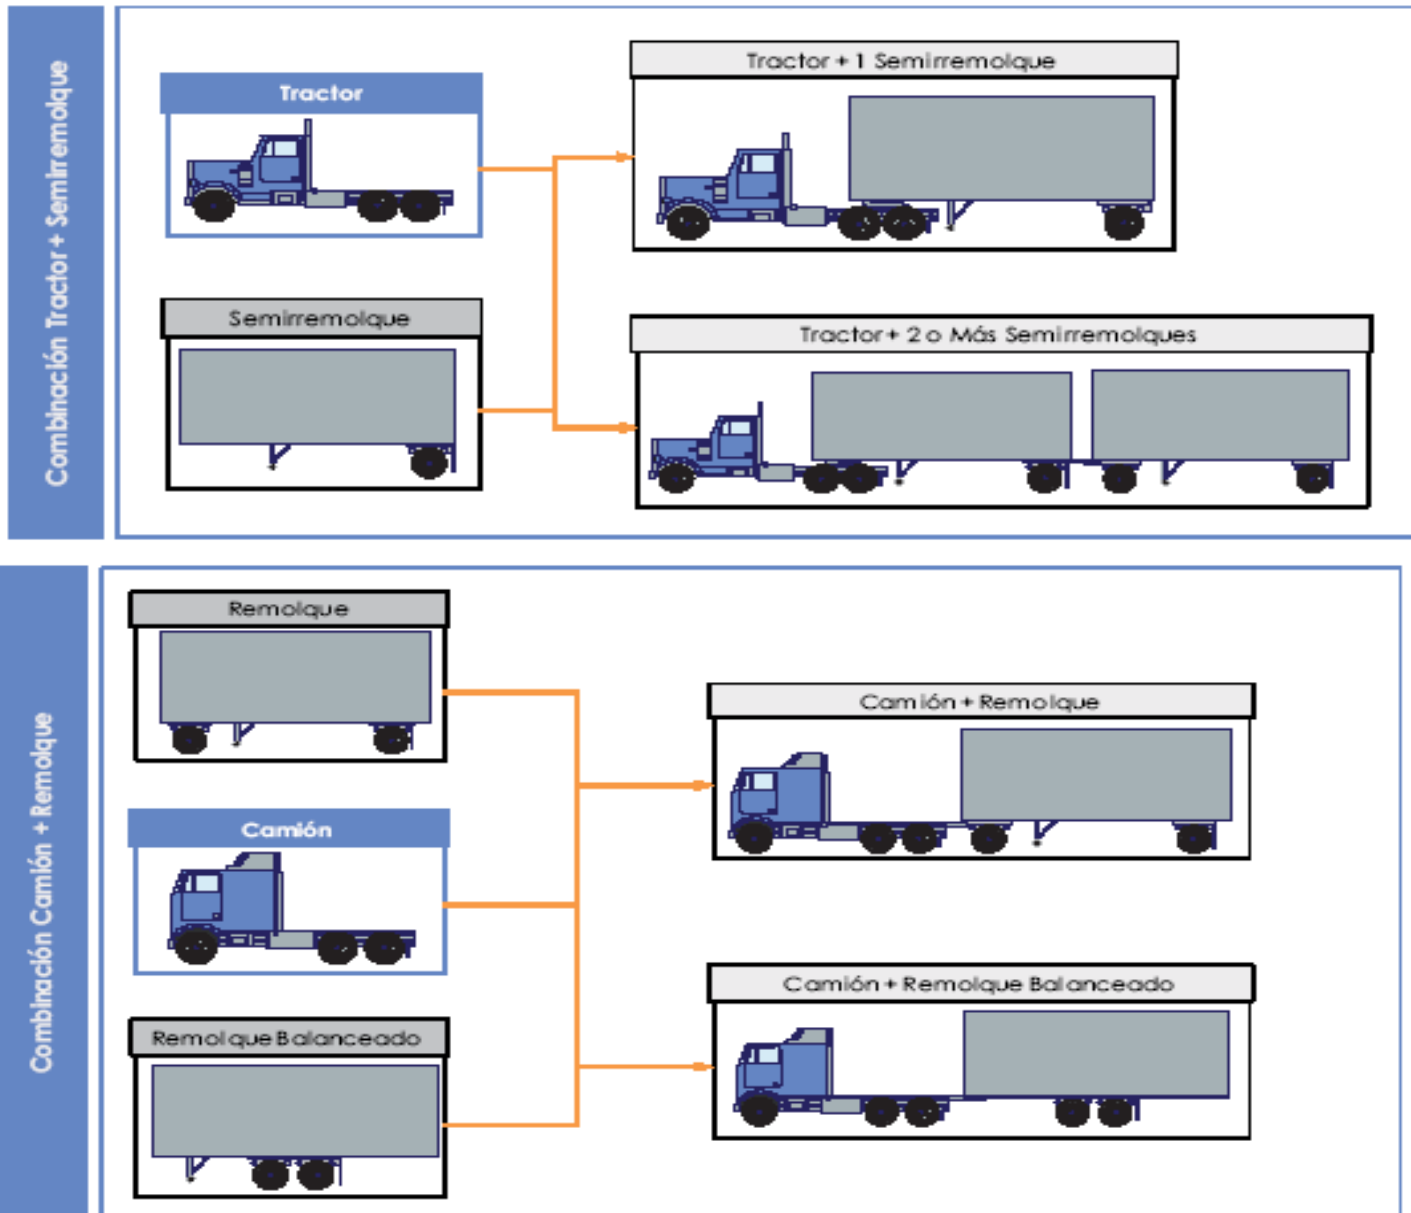 Combinación Tractor + Semirremolque
Tractor
Tractor + 1 Semirremolque
Semirremolque
Tractor + 2 o Más Semirremolques
Combinación Camión + Remolque
Remolque
Camión + Remolque
Camión
Camión + Remolque Balanceado
Remolque Balanceado